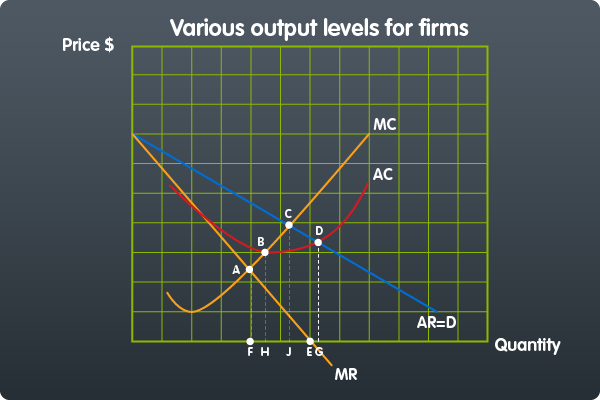 Various output levels for firms
Price $
MC
AC
C
D
B
A
AR=D
F H J E G
Quantity
MR